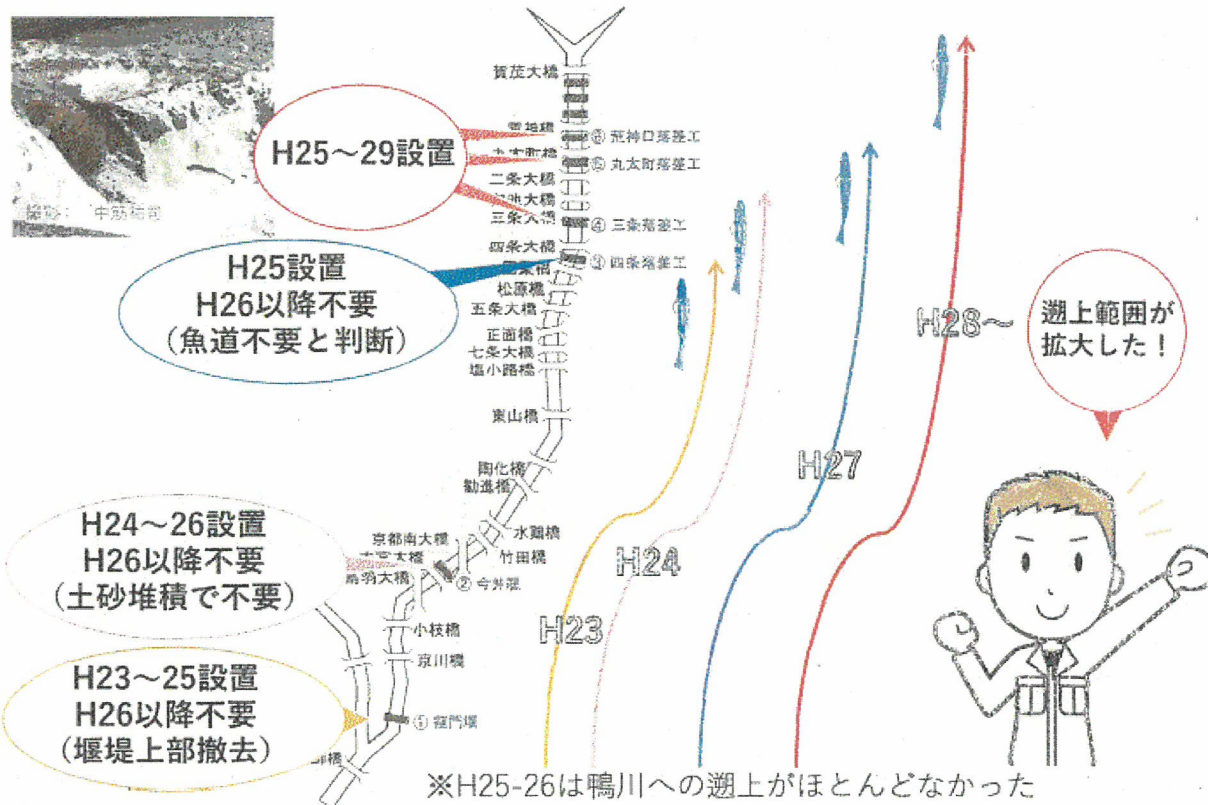 賀茂大橋
荒神橋
⑥ 荒神口落差工
丸太町橋
⑤ 丸太町落差工
H25～29設置
二条大橋
三条大橋
④ 三条落差工
四条大橋
③ 四条落差工
H25設置
H26以降不要
(魚道不要と判断)
松原橋
五条大橋
正面橋
七条大橋
塩小路橋
東山橋
陶化橋
勧進橋
水鶏橋
竹田橋
京都南大橋
鳥羽大橋
② 今井堰
H24～26設置
H26以降不要
(土砂堆積で不要)
小枝橋
京川橋
① 龍門堰
H23～25設置
H26以降不要
(堰堤上部撤去)
H23
H24
H27
H28～
遡上範囲が
拡大した！
※H25-26は鴨川への遡上がほとんどなかった